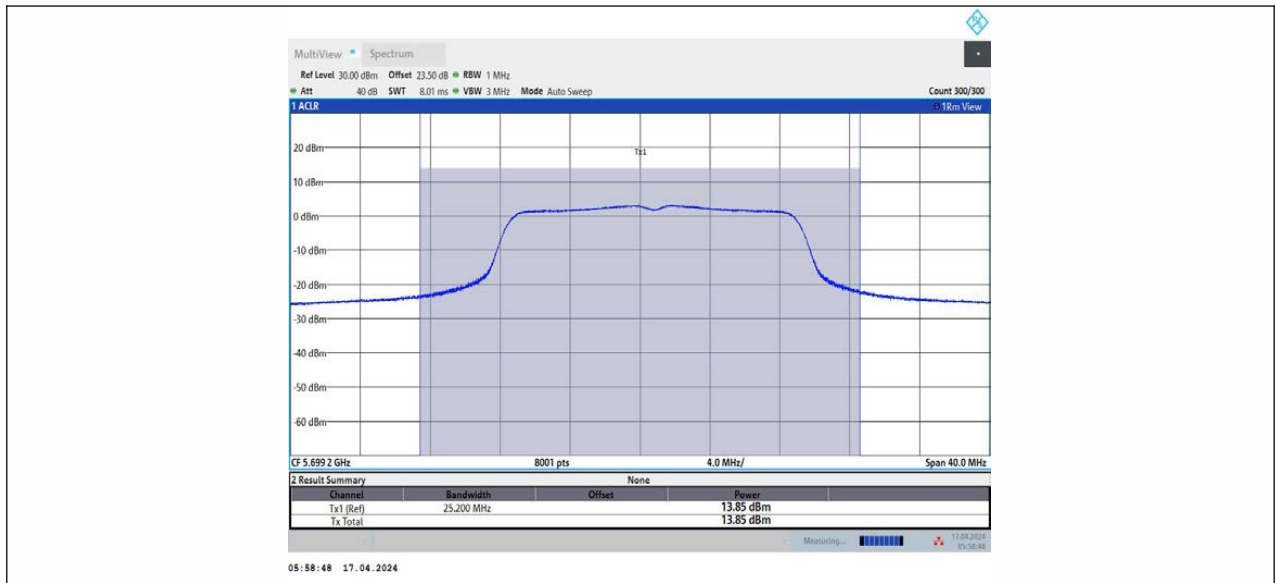 MultiView Spectrum
Ref Level 30.00 dBm Offset 23.50 dB RBW 1 MHz
Att 40 dB SWT 8.01 ms VBW 3 MHz Mode Auto Sweep Count 300/300
1 ACLR 1Rm View
Tx1
20 dBm
10 dBm
0 dBm
-10 dBm
-20 dBm
-30 dBm
-40 dBm
-50 dBm
-60 dBm
CF 5.699 2 GHz 8001 pts 4.0 MHz/ Span 40.0 MHz
2 Result Summary None
Channel Bandwidth Offset Power
Tx1 (Ref) 25.200 MHz 13.85 dBm
Tx Total 13.85 dBm
Measuring... 17.04.2024
05:58:48
05:58:48 17.04.2024